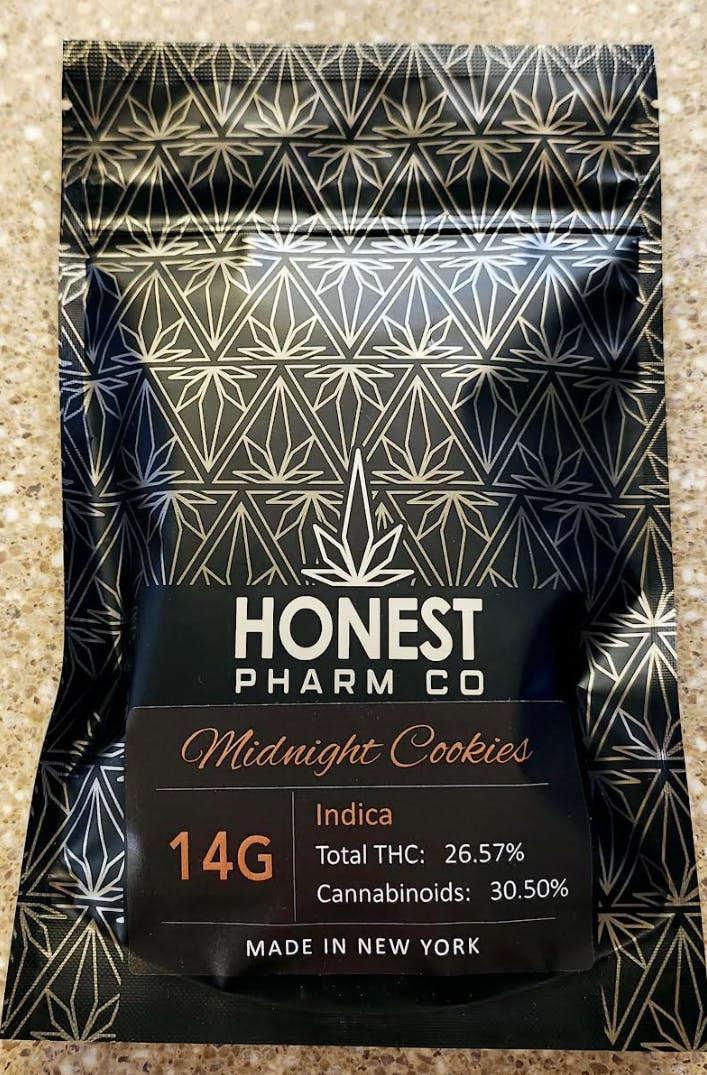 HONEST
PHARM CO
Midnight Cookies
14G
Indica
Total THC: 26.57%
Cannabinoids: 30.50%
MADE IN NEW YORK